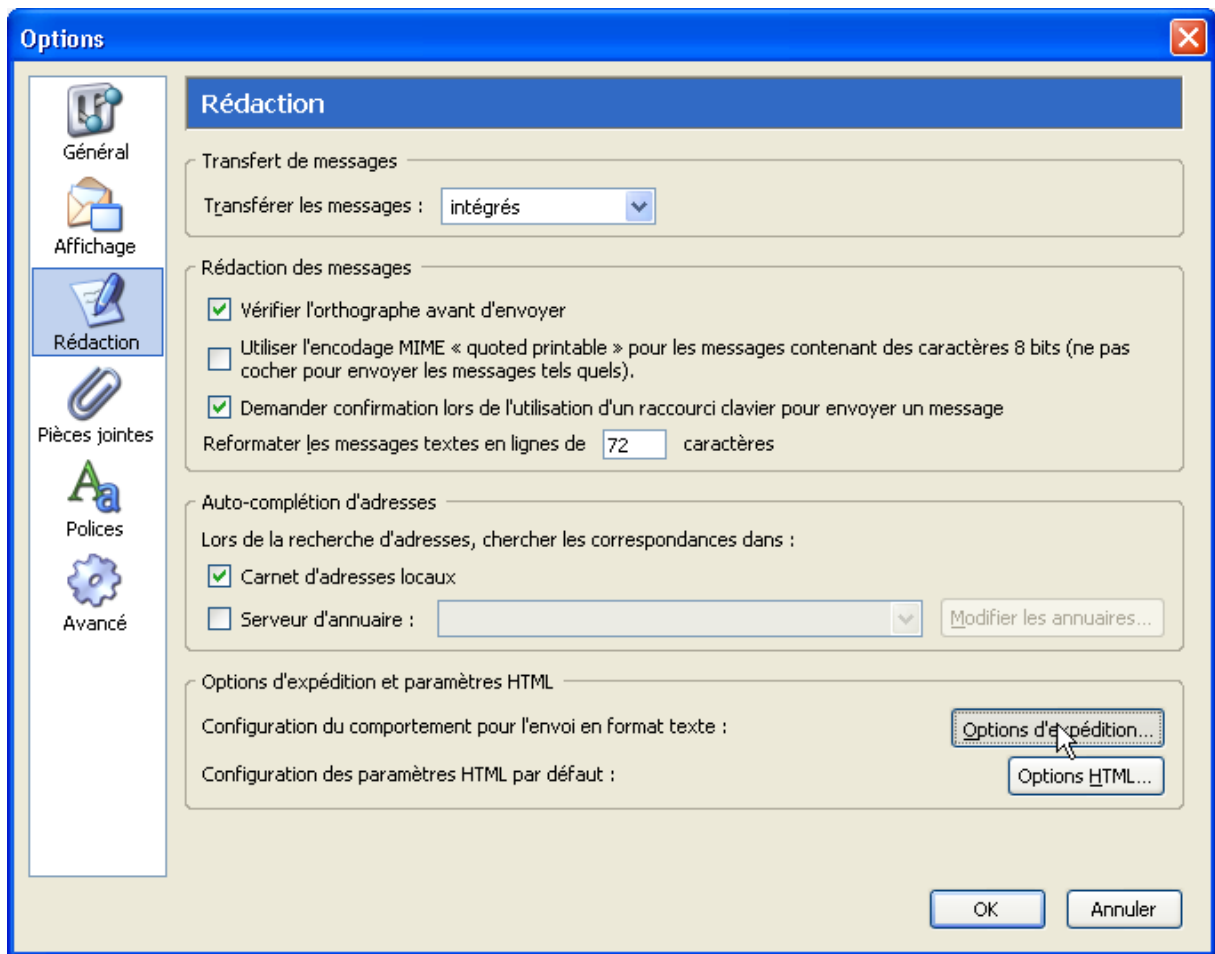 Options
Général
Affichage
Rédaction
Pièces jointes
Polices
Avancé
Rédaction
Transfert de messages
Transférer les messages : intégrés
Rédaction des messages
Vérifier l'orthographe avant d'envoyer
Utiliser l'encodage MIME « quoted printable » pour les messages contenant des caractères 8 bits (ne pas
cocher pour envoyer les messages tels quels).
Demander confirmation lors de l'utilisation d'un raccourci clavier pour envoyer un message
Reformater les messages textes en lignes de 72 caractères
Auto-complétion d'adresses
Lors de la recherche d'adresses, chercher les correspondances dans :
Carnet d'adresses locaux
Serveur d'annuaire : Modifier les annuaires...
Options d'expédition et paramètres HTML
Configuration du comportement pour l'envoi en format texte : Options d'expédition...
Configuration des paramètres HTML par défaut : Options HTML...
OK Annuler